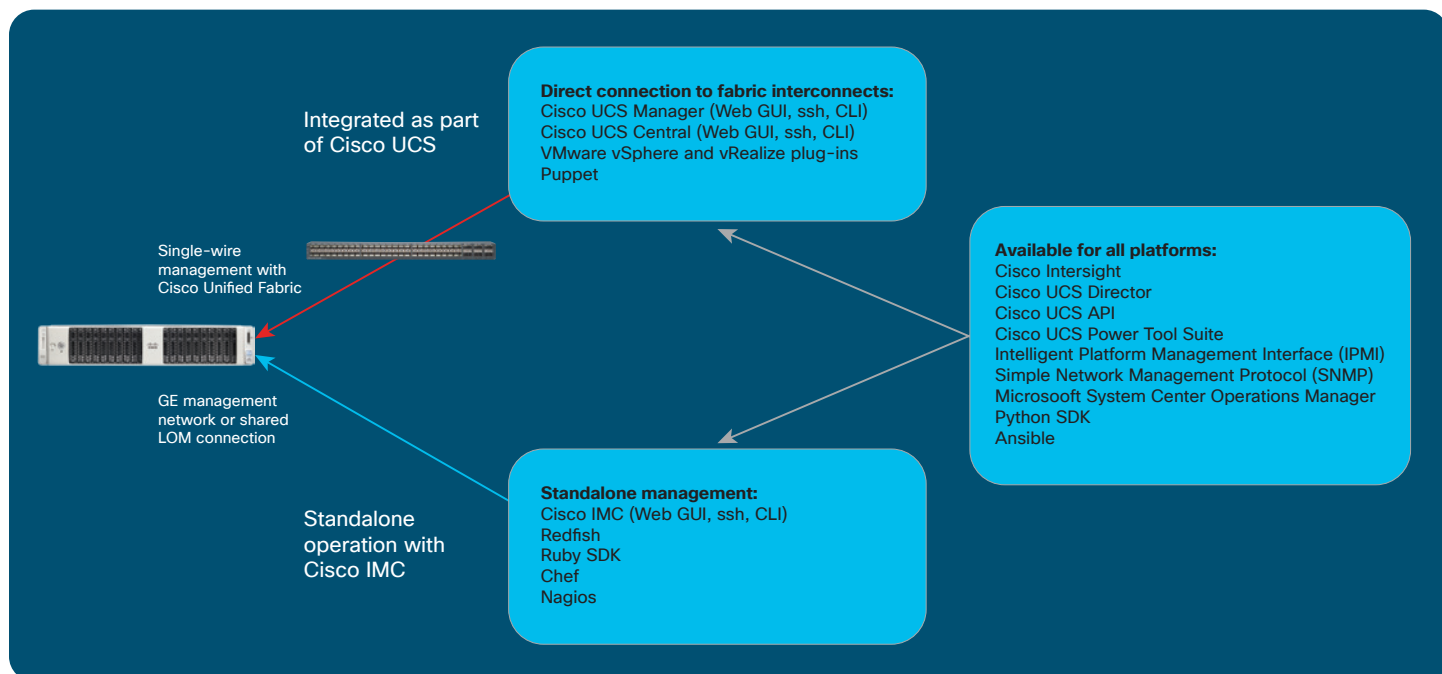 Integrated as part
of Cisco UCS
Direct connection to fabric interconnects:
Cisco UCS Manager (Web GUI, ssh, CLI)
Cisco UCS Central (Web GUI, ssh, CLI)
VMware vSphere and vRealize plug-ins
Puppet
Single-wire
management with
Cisco Unified Fabric
Available for all platforms:
Cisco Intersight
Cisco UCS Director
Cisco UCS API
Cisco UCS Power Tool Suite
Intelligent Platform Management Interface (IPMI)
Simple Network Management Protocol (SNMP)
Microsooft System Center Operations Manager
Python SDK
Ansible
GE management
network or shared
LOM connection
Standalone
operation with
Cisco IMC
Standalone management:
Cisco IMC (Web GUI, ssh, CLI)
Redfish
Ruby SDK
Chef
Nagios